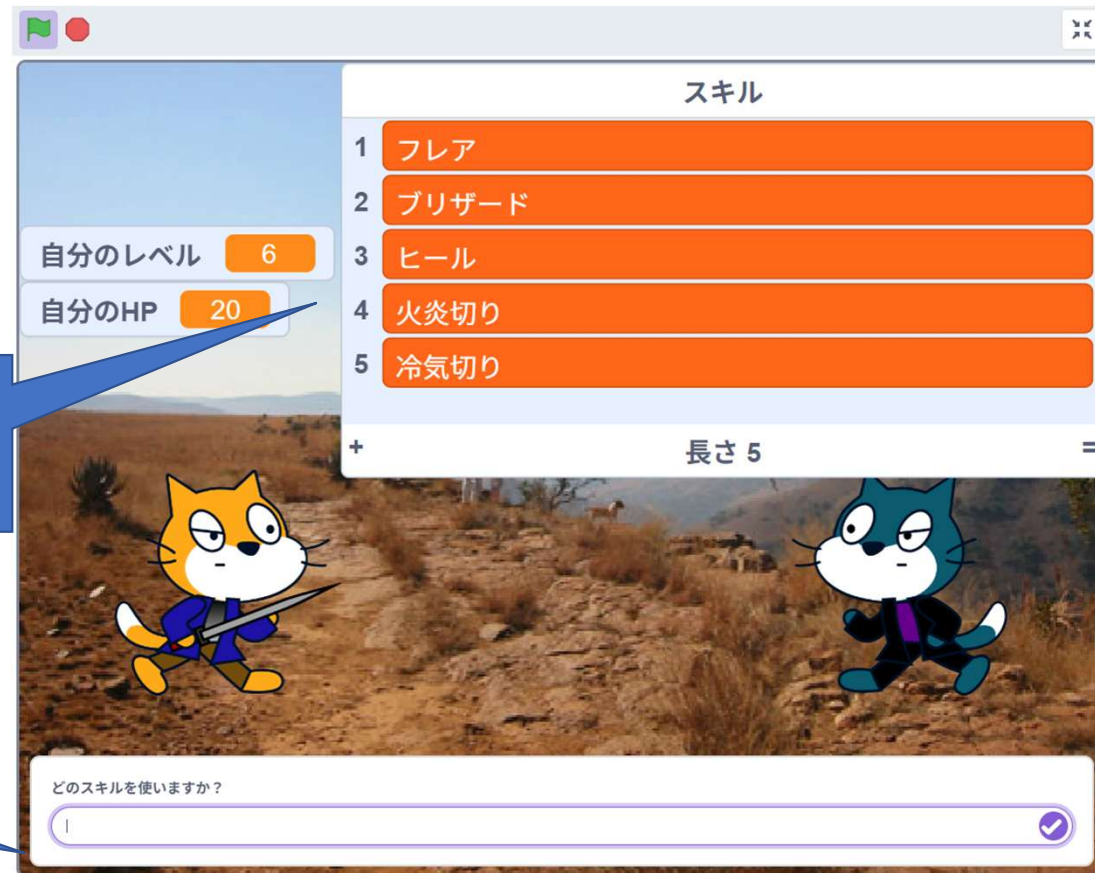 スキル
1 フレア
2 ブリザード
3 ヒール
4 火炎切り
5 冷気切り
+ 長さ 5 =
自分のレベル 6
自分のHP 20
どのスキルを使いますか？